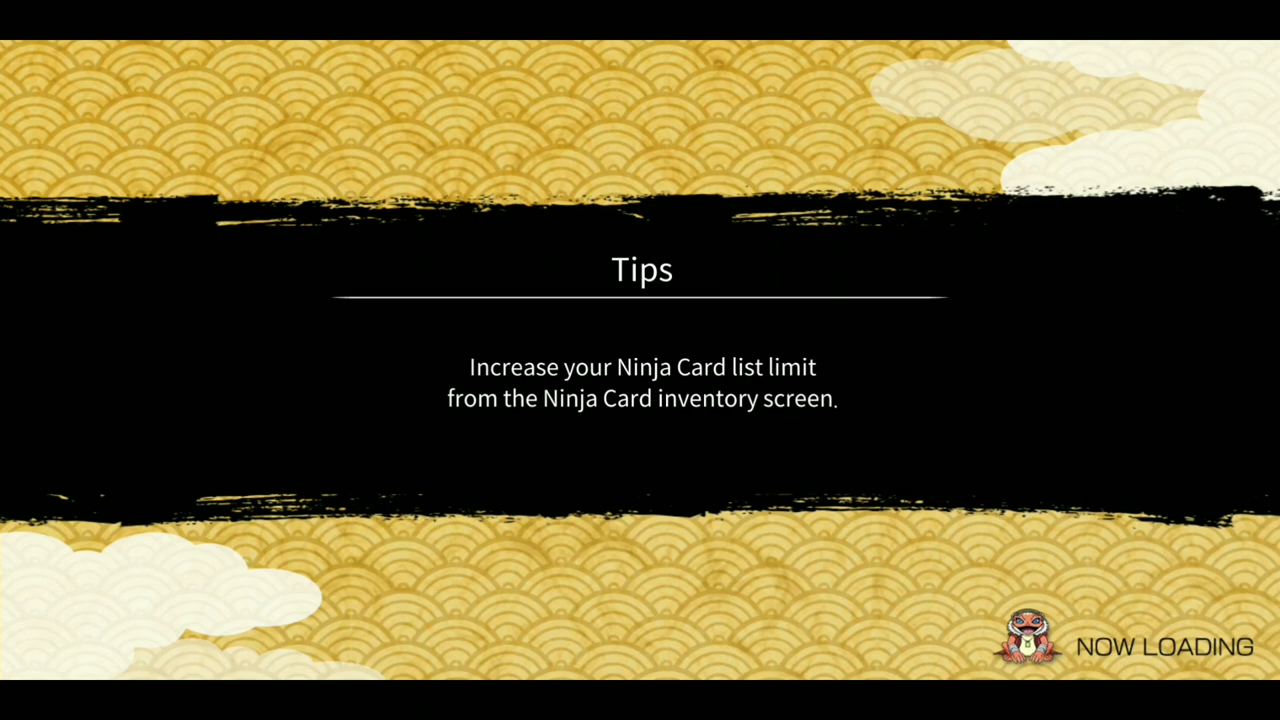 Tips
Increase your Ninja Card list limit
from the Ninja Card inventory screen.
NOW LOADING